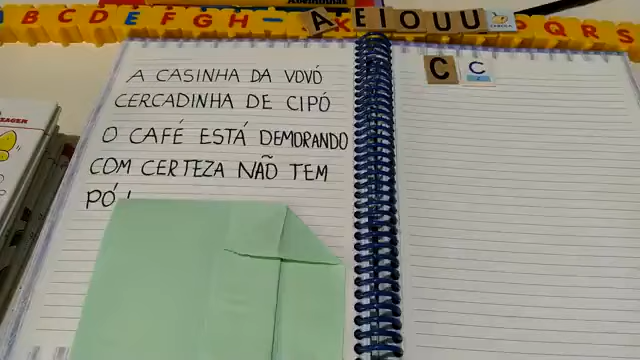 B C D E F G H
A E I O U U
Q R S
C C
A CASINHA DA VOVÓ
CERCADINHA DE CIPÓ
O CAFÉ ESTÁ DEMORANDO
COM CERTEZA NÃO TEM
PÓ!